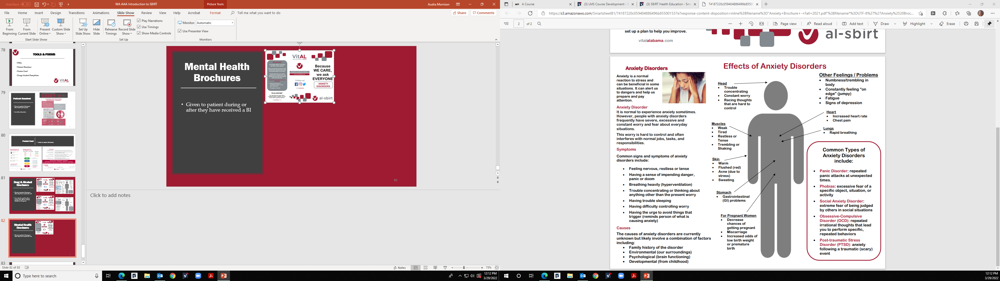 AutoSave Off
WA AAA Introduction to SBIRT
Picture Tools
Audra Morrison
File Home Insert Design Transitions Animations Slide Show Review View Help Acrobat Format Tell me what you want to do
Share Comments
From Beginning
From Current Slide
Present Online
Custom Slide Show
Set Up Slide Show
Hide Slide
Rehearse Timings
Record Slide Show
Play Narrations
Use Timings
Show Media Controls
Monitor: Automatic
Use Presenter View
Start Slide Show
Set Up
Monitors
78
TOOLS & FORMS
• PHQ
• Patient Handout
• Pocket Card
• Drug/Alcohol Pamphlets
VitAL
79
Patient Handout
SBIRT
80
Pocket Card
• Used to assist clinicians
81
Drug & Alcohol
Brochures
82
Mental Health
Brochures
83
Mental Health
Brochures
• Given to patient during or
after they have received a BI
Did you know?
VitAL
Follow us!
Do you need help?
Because
WE CARE,
we ask
EVERYONE
ANXIETY
DISORDERS
al-sbirt
82
Click to add notes
Slide 82 of 83
Notes
75%
Type here to search
12:12 PM
3/29/2022
A Course
(3) LMS Course Development - S
(3) SBIRT Health Education - Sma
74187220c059404886496b85500
https://s3.amazonaws.com/SmartsheetB1/74187220c059404886496b855001537e?response-content-disposition=inline%3Bfilename%3D"Anxiety+Brochure+-+Fall+2021.pdf"%3Bfilename*%3DUTF-8%27%27Anxiety%2520Broc...
2 of 2
Page view
Read aloud
Add text
Draw
Highlight
Erase
set up a plan to help you improve.
vitalalabama.com
al-sbirt
Anxiety Disorders
Anxiety is a normal
reaction to stress and
can be beneficial in some
situations. It can alert us
to dangers and help us
prepare and pay
attention.
Anxiety Disorder
It is normal to experience anxiety sometimes.
However, people with anxiety disorders
frequently have severe, excessive and
constant worry and fear about everyday
situations.
This worry is hard to control and often
interferes with normal jobs, tasks, and
responsibilities.
Symptoms
Common signs and symptoms of anxiety
disorders include:
• Feeling nervous, restless or tense
• Having a sense of impending danger,
panic or doom
• Breathing heavily (hyperventilation)
• Trouble concentrating or thinking about
anything other than the present worry
• Having trouble sleeping
• Having difficulty controlling worry
• Having the urge to avoid things that
trigger (reminds person of what is
causing anxiety)
Causes
The causes of anxiety disorders are currently
unknown but likely involve a combination of factors
including:
• Family history of the disorder
• Environmental (our surroundings)
• Psychological (brain functioning)
• Developmental (from childhood)
Effects of Anxiety Disorders
Head
• Trouble
concentrating
• Constant worry
• Racing thoughts
that are hard to
control
Muscles
• Weak
• Tired
• Restless or
Tense
• Trembling or
Shaking
Skin
• Warm
• Flushed (red)
• Acne (due to
stress)
• Sweating
Stomach
• Gastrointestinal
(GI) problems
For Pregnant Women
• Decrease
chances of
getting pregnant
• Miscarriage
• Increased odds of
low birth weight
or premature
birth
Other Feelings / Problems
• Numbness/trembling in
body
• Constantly feeling “on
edge” (jumpy)
• Fatigue
• Signs of depression
Heart
• Increased heart rate
• Chest pain
Lungs
• Rapid breathing
Common Types of
Anxiety Disorders
include:
• Panic Disorder: repeated
panic attacks at unexpected
times.
• Phobias: excessive fear of a
specific object, situation, or
activity
• Social Anxiety Disorder:
extreme fear of being judged
by others in social situations
• Obsessive-Compulsive
Disorder (OCD): repeated
irrational thoughts that lead
you to perform specific,
repeated behaviors
• Post-traumatic Stress
Disorder (PTSD): anxiety
following a traumatic (scary)
event
12:12 PM
3/29/2022